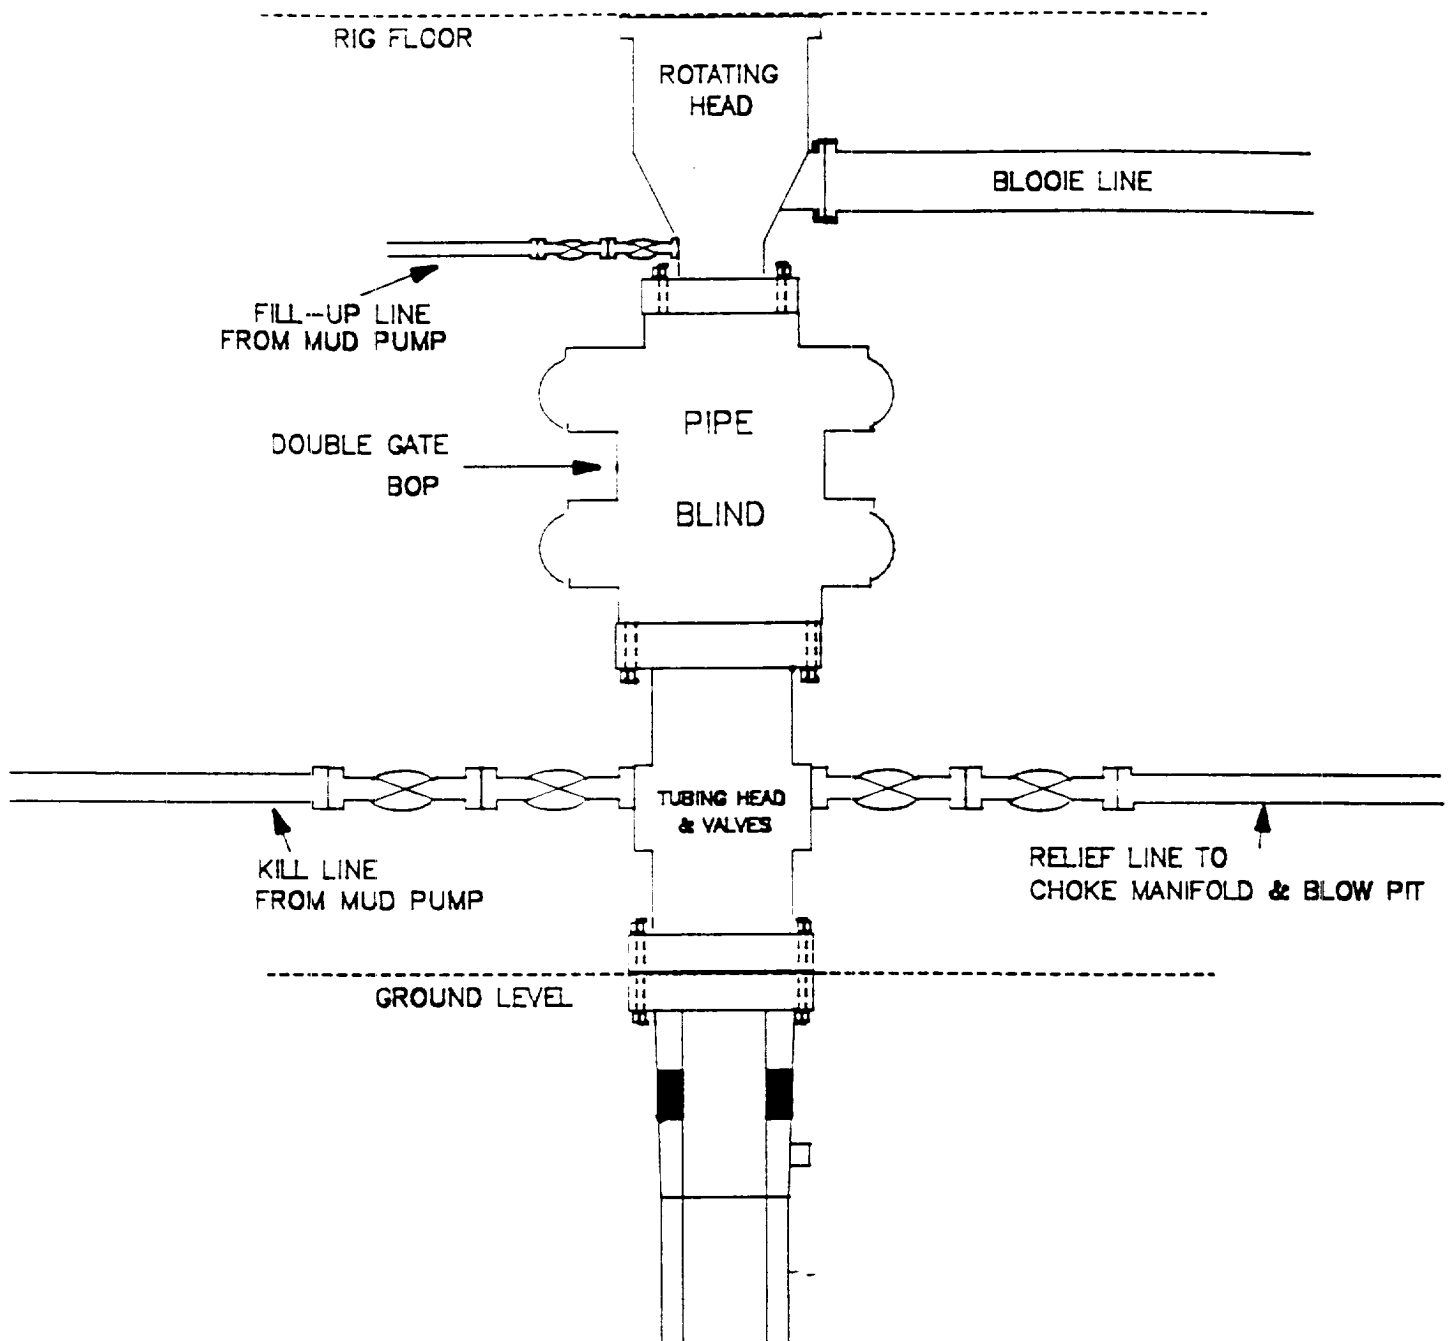 RIG FLOOR
ROTATING
HEAD
BLOOIE LINE
FILL--UP LINE
FROM MUD PUMP
PIPE
DOUBLE GATE
BOP
BLIND
TUBING HEAD
& VALVES
KILL LINE
FROM MUD PUMP
RELIEF LINE TO
CHOKE MANIFOLD & BLOW PIT
GROUND LEVEL